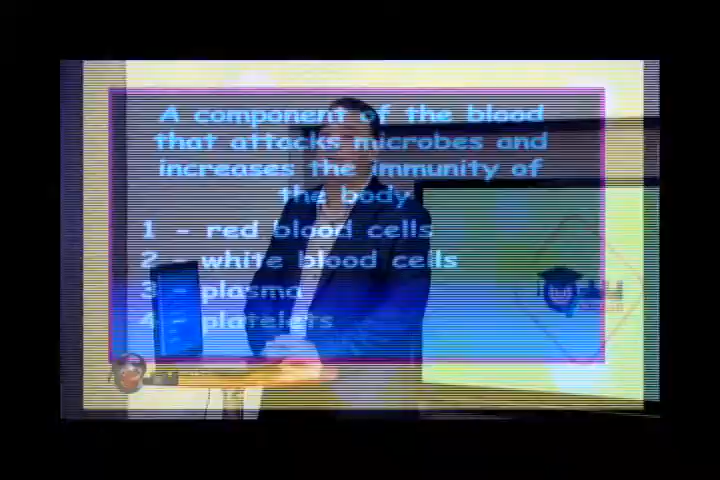 A component of the blood
that attacks microbes and
increases the immunity of
the body
1 - red blood cells
2 - white blood cells
3 - plasma
4 - platelets